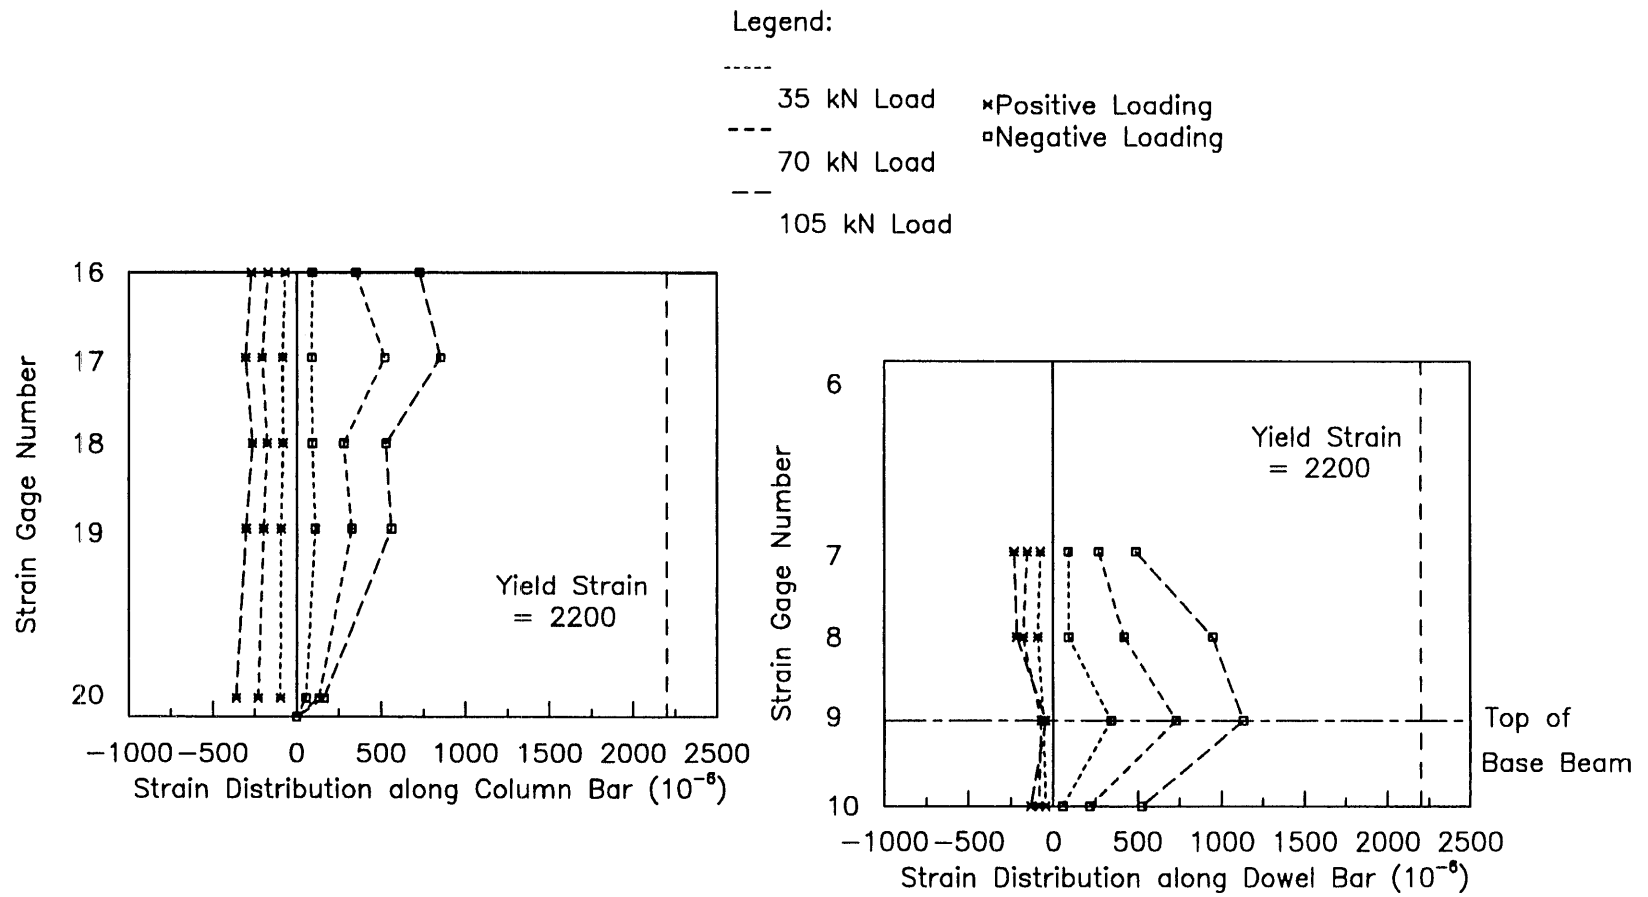 Legend:
35 kN Load
70 kN Load
105 kN Load
Positive Loading
Negative Loading
Strain Gage Number
16
17
18
19
20
Yield Strain
= 2200
−1000 −500 0 500 1000 1500 2000 2500
Strain Distribution along Column Bar (10⁻⁶)
Strain Gage Number
6
7
8
9
10
Yield Strain
= 2200
Top of
Base Beam
−1000 −500 0 500 1000 1500 2000 2500
Strain Distribution along Dowel Bar (10⁻⁶)